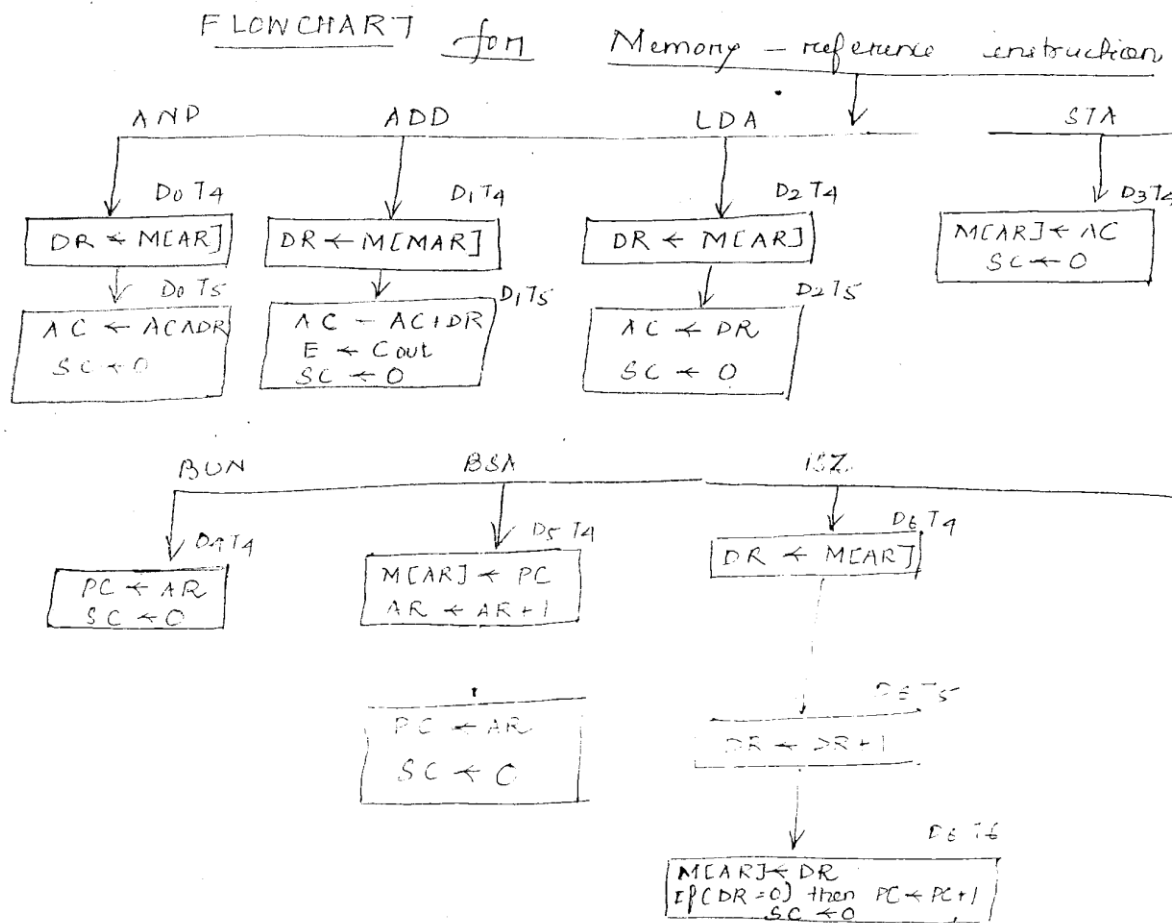 FLOWCHART for Memory - reference instruction
AND ADD LDA STA
D0 T4 D1 T4 D2 T4 D3 T4
DR ← M[AR] DR ← M[MAR] DR ← M[AR] M[AR] ← AC
SC ← 0
D0 T5 D1 T5 D2 T5
AC ← AC∧DR AC - AC+DR AC ← DR
SC ← 0 E ← Cout SC ← 0
SC ← 0
BUN BSA ISZ
D4 T4 D5 T4 D6 T4
PC ← AR M[AR] ← PC DR ← M[AR]
SC ← 0 AR ← AR + 1
D6 T5
PC ← AR DR ← DR + 1
SC ← 0
D6 T6
M[AR] ← DR
If (DR = 0) then PC ← PC + 1
SC ← 0